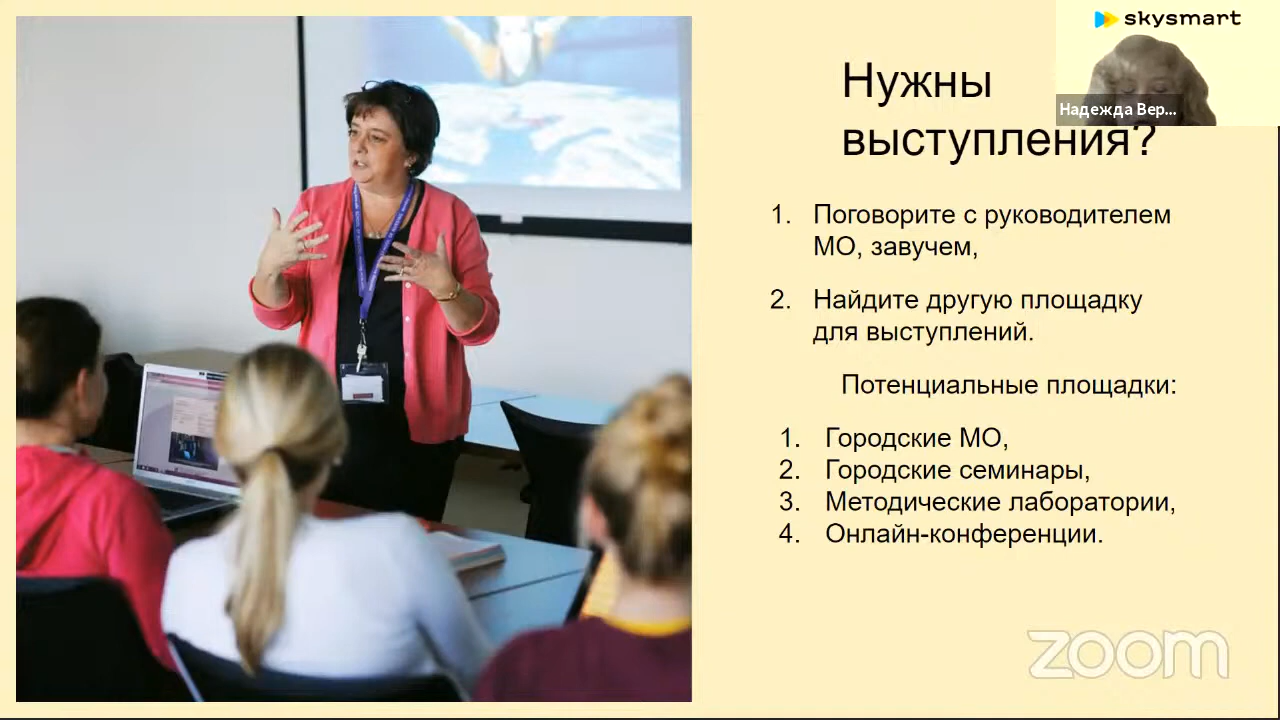 skysmart
Надежда Вер...
Нужны
выступления?
1. Поговорите с руководителем
МО, завучем,
2. Найдите другую площадку
для выступлений.
Потенциальные площадки:
1. Городские МО,
2. Городские семинары,
3. Методические лаборатории,
4. Онлайн-конференции.
zoom